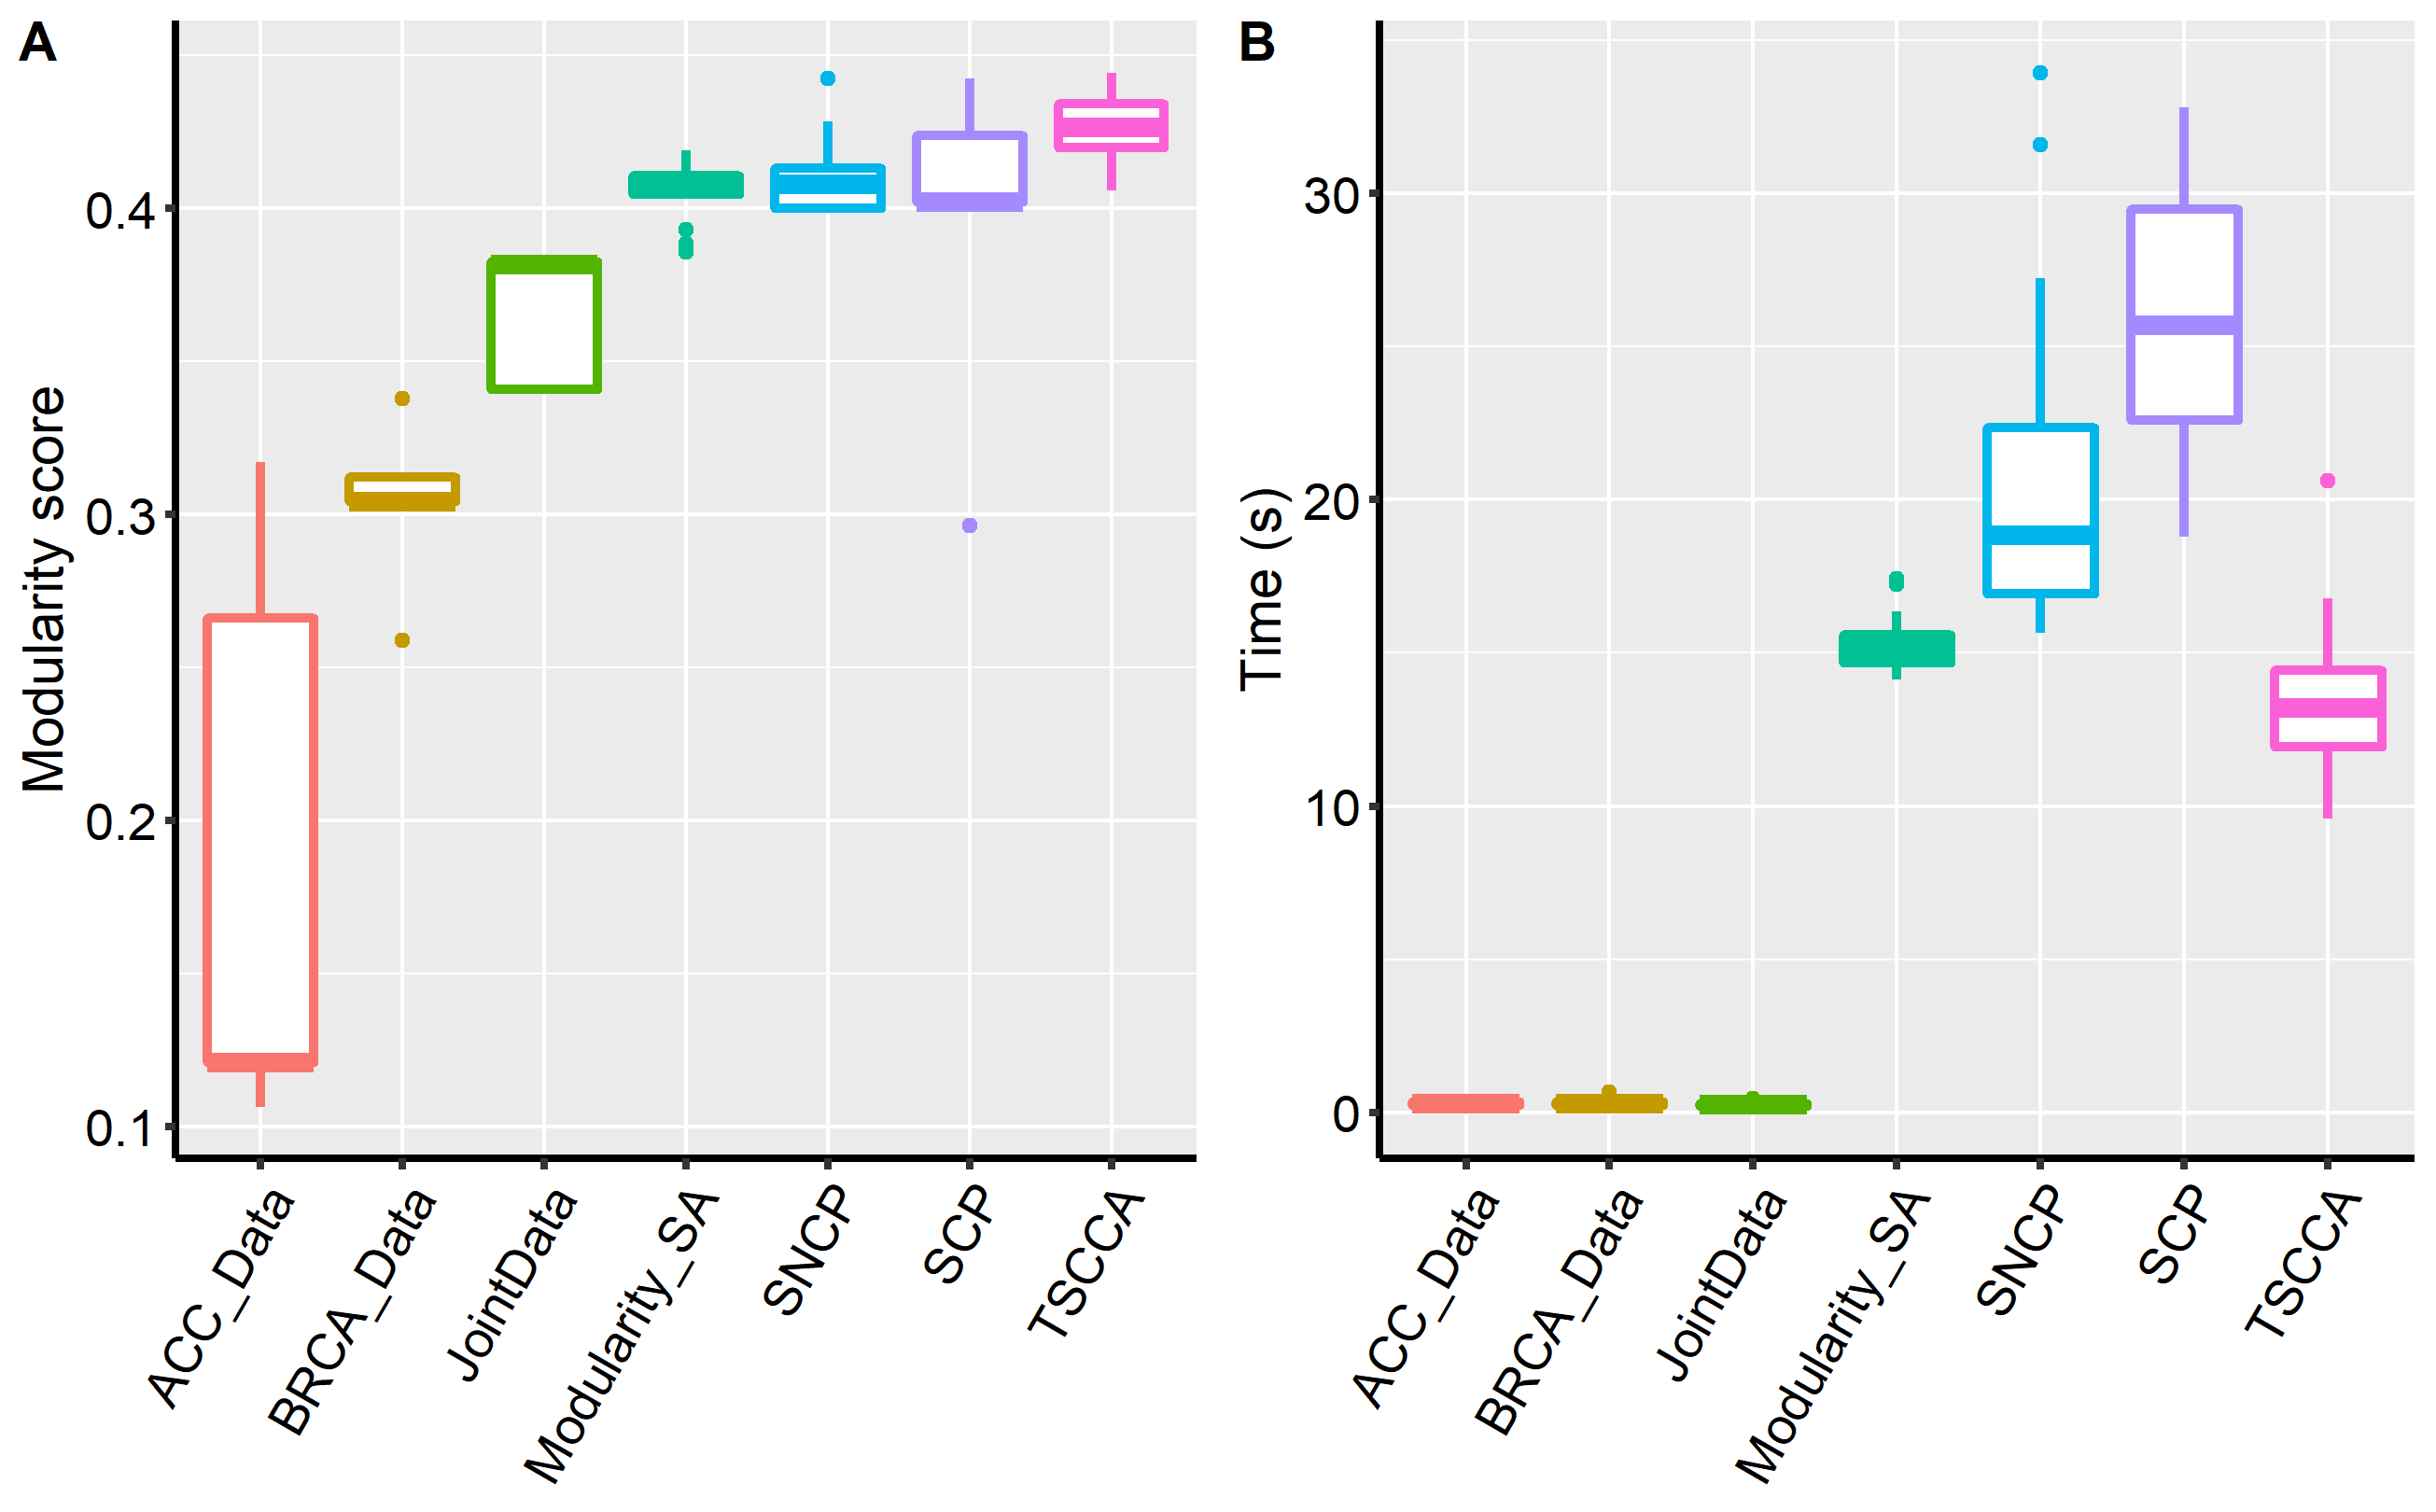 A
Modularity score
0.4
0.3
0.2
0.1
ACC_Data
BRCA_Data
JointData
Modularity_SA
SNCP
SCP
TSCCA
B
Time (s)
30
20
10
0
ACC_Data
BRCA_Data
JointData
Modularity_SA
SNCP
SCP
TSCCA